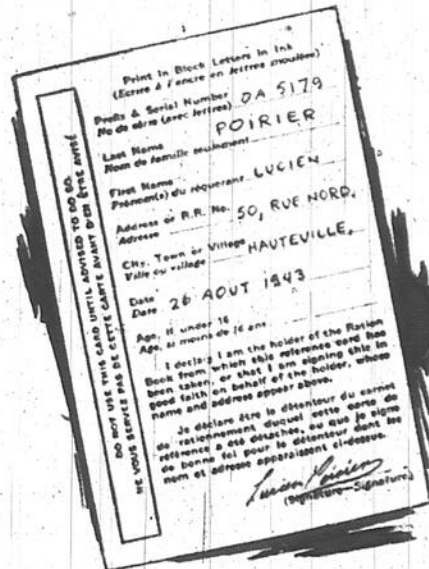 Print in Block Letters in Ink
(Ecrire à l'encre en lettres moulées)
Prefix & Serial Number DA 5179
No de série (avec lettres)
Last Name POIRIER
Nom de famille seulement
First Name LUCIEN
Prénom(s) du requérant
Address or R.R. No. 50, RUE NORD.
Adresse
City, Town or Village HAUTEVILLE.
Ville ou village
Date 26 AOUT 1943
Date
Age, if under 16
Age, si moins de 16 ans
I declare I am the holder of the Ration
Book from which this reference card has
been taken, or that I am signing this in
good faith on behalf of the holder, whose
name and address appear above.
Je déclare être le détenteur du carnet
de rationnement duquel cette carte de
référence a été détachée, ou que je signe
de bonne foi pour le détenteur dont les
nom et adresse apparaissent ci-dessus.
Lucien Poirier
(Signature—Signature)
DO NOT USE THIS CARD UNTIL ADVISED TO DO SO.
NE VOUS SERVEZ PAS DE CETTE CARTE AVANT D'EN ÊTRE AVISÉ